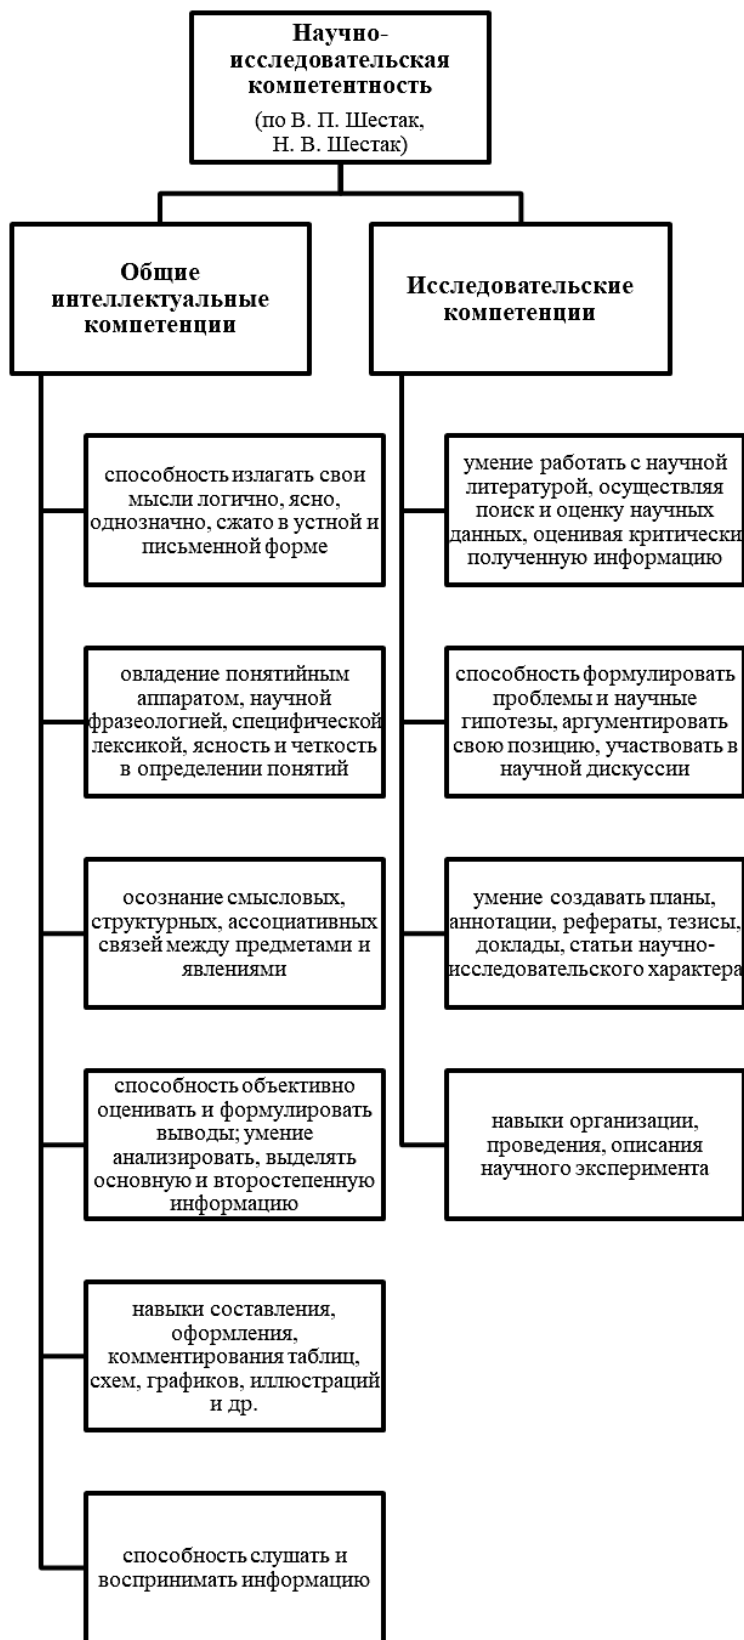 Научно-
исследовательская
компетентность
(по В. П. Шестак,
Н. В. Шестак)
Общие
интеллектуальные
компетенции
способность излагать свои
мысли логично, ясно,
однозначно, сжато в устной и
письменной форме
овладение понятийным
аппаратом, научной
фразеологией, специфической
лексикой, ясность и четкость
в определении понятий
осознание смысловых,
структурных, ассоциативных
связей между предметами и
явлениями
способность объективно
оценивать и формулировать
выводы; умение
анализировать, выделять
основную и второстепенную
информацию
навыки составления,
оформления,
комментирования таблиц,
схем, графиков, иллюстраций
и др.
способность слушать и
воспринимать информацию
Исследовательские
компетенции
умение работать с научной
литературой, осуществляя
поиск и оценку научных
данных, оценивая критически
полученную информацию
способность формулировать
проблемы и научные
гипотезы, аргументировать
свою позицию, участвовать в
научной дискуссии
умение создавать планы,
аннотации, рефераты, тезисы,
доклады, статьи научно-
исследовательского характера
навыки организации,
проведения, описания
научного эксперимента